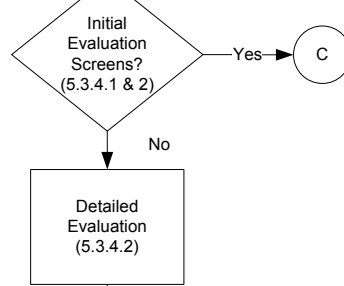 Initial
Evaluation
Screens?
(5.3.4.1 & 2)
Yes
C
No
Detailed
Evaluation
(5.3.4.2)